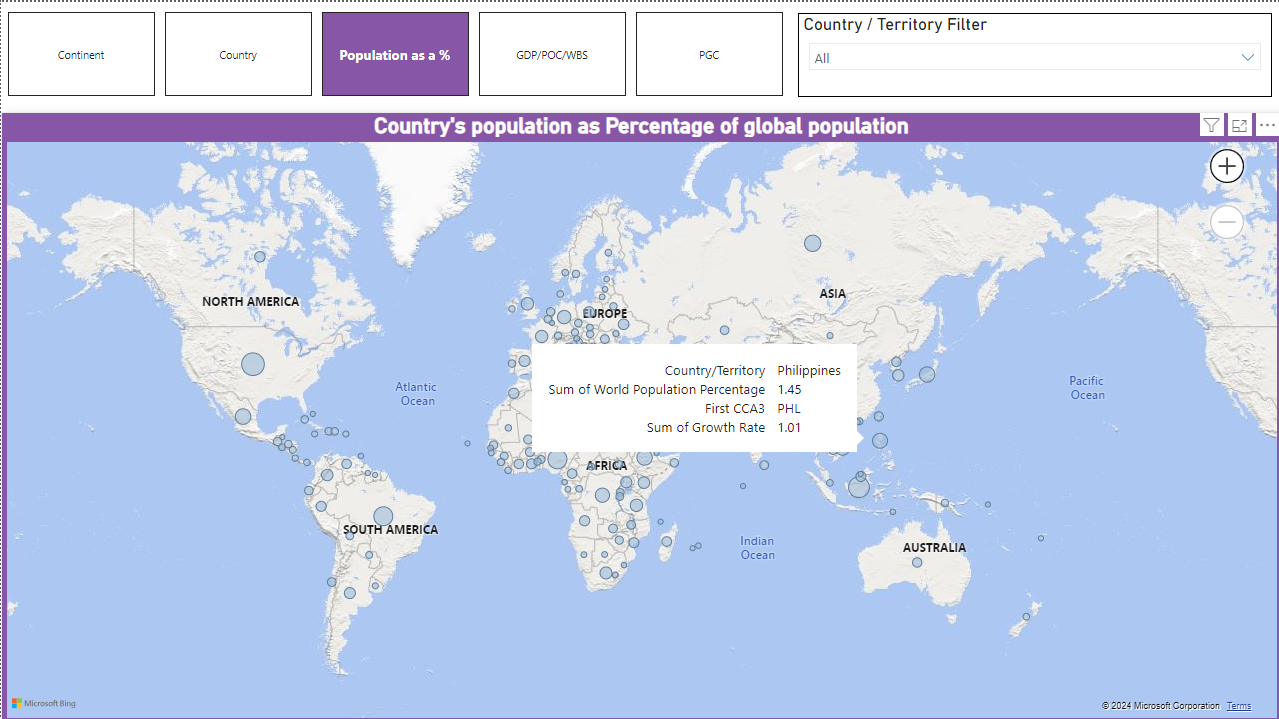 Continent
Country
Population as a %
GDP/POC/WBS
PGC
Country / Territory Filter
All
Country's population as Percentage of global population
NORTH AMERICA
EUROPE
ASIA
Atlantic
Ocean
Pacific
Ocean
Country/Territory Philippines
Sum of World Population Percentage 1.45
First CCA3 PHL
Sum of Growth Rate 1.01
AFRICA
SOUTH AMERICA
Indian
Ocean
AUSTRALIA
Microsoft Bing
© 2024 Microsoft Corporation Terms